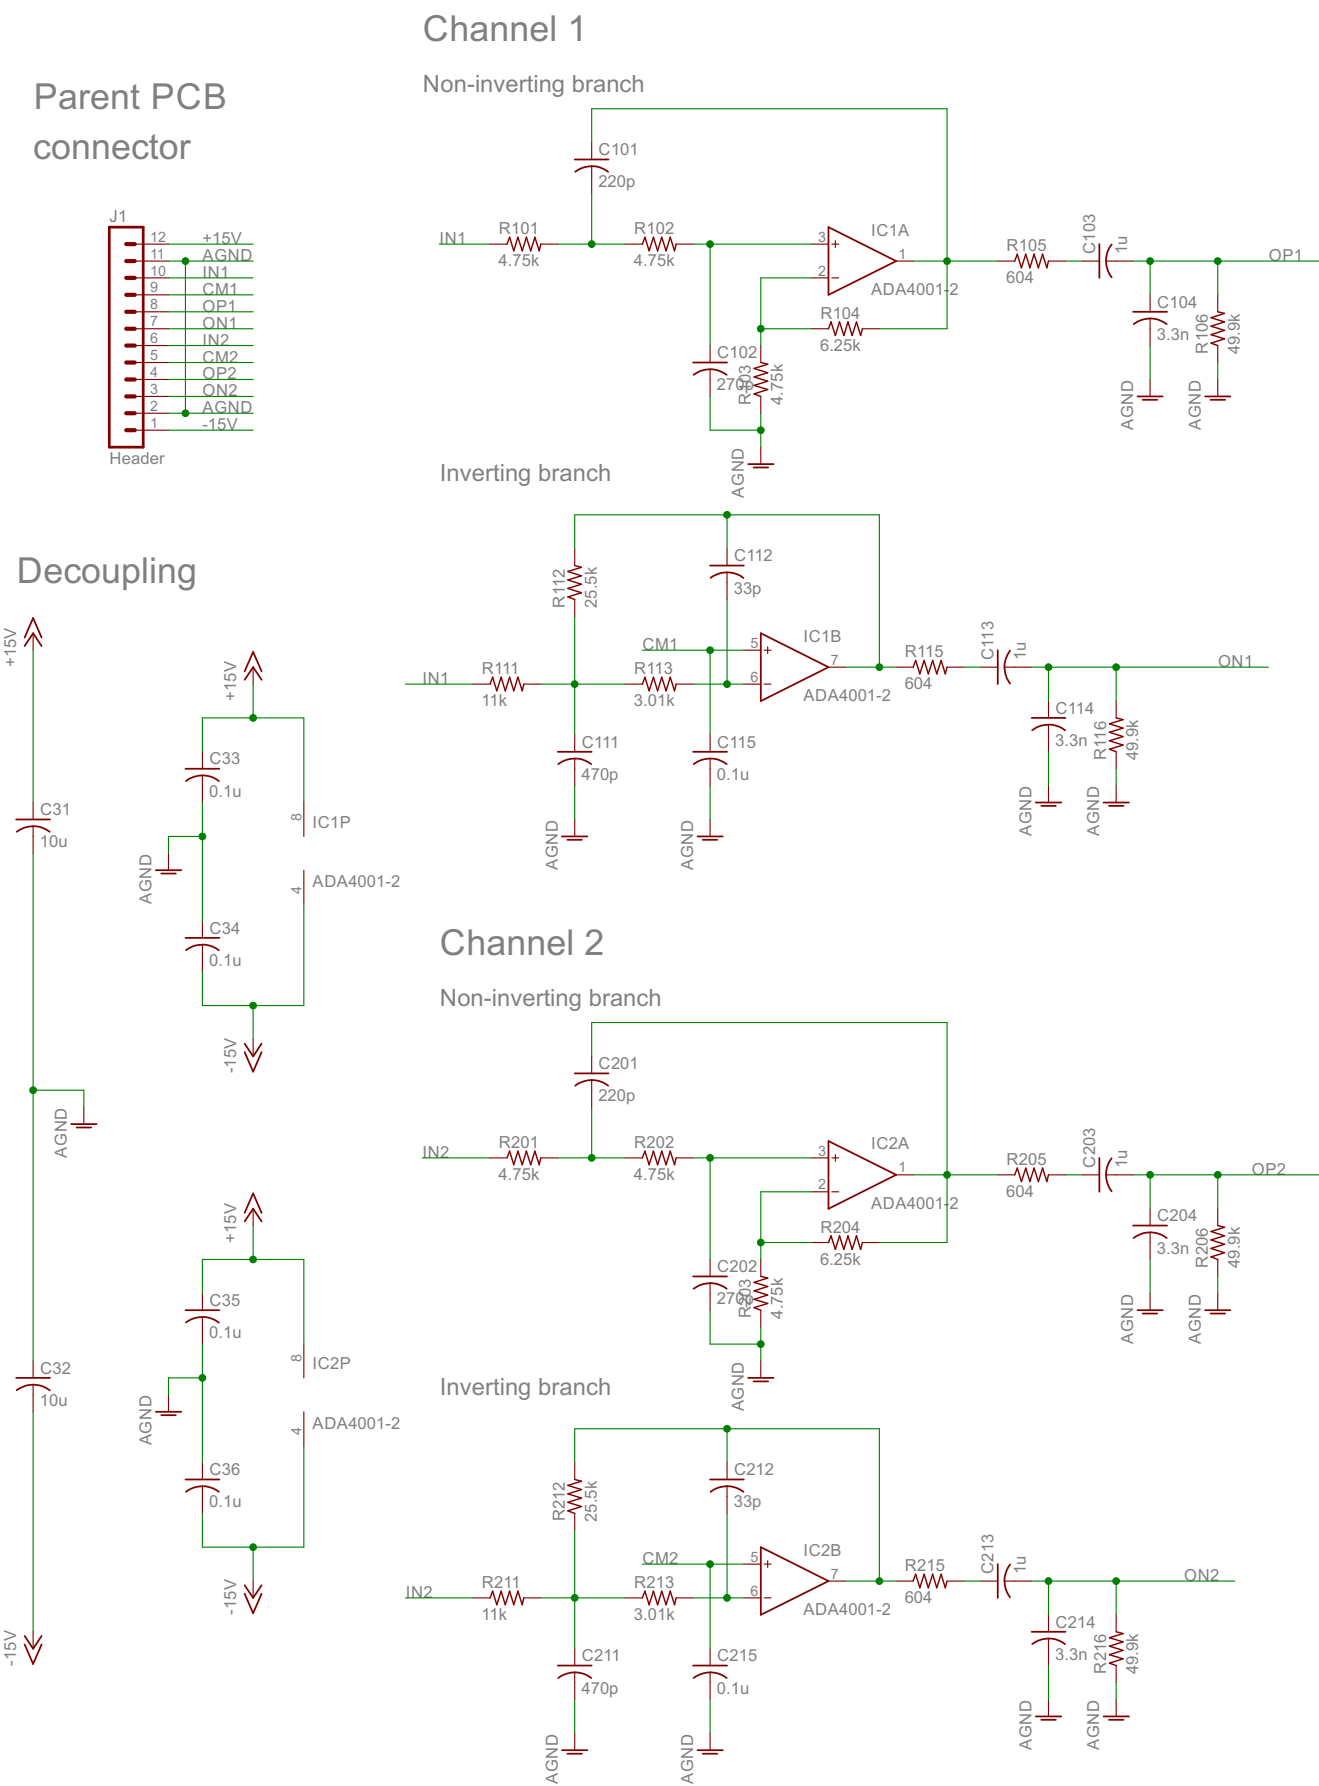 Channel 1
Non-inverting branch
Parent PCB
connector
J1
12 +15V
11 AGND
10 IN1
9 CM1
8 OP1
7 ON1
6 IN2
5 CM2
4 OP2
3 ON2
2 AGND
1 -15V
Header
C101
220p
IN1
R101
4.75k
R102
4.75k
3
2
1
IC1A
ADA4001-2
R104
6.25k
C102
270p
R103
4.75k
AGND
R105
604
C103
1u
OP1
C104
3.3n
R106
49.9k
AGND
AGND
Inverting branch
R112
25.5k
C112
33p
CM1
IN1
R111
11k
R113
3.01k
5
6
7
IC1B
ADA4001-2
R115
604
C113
1u
ON1
C111
470p
C115
0.1u
C114
3.3n
R116
49.9k
AGND
AGND
AGND
AGND
Decoupling
+15V
C31
10u
AGND
C32
10u
-15V
+15V
C33
0.1u
AGND
C34
0.1u
8
IC1P
4
ADA4001-2
-15V
+15V
C35
0.1u
AGND
C36
0.1u
8
IC2P
4
ADA4001-2
-15V
Channel 2
Non-inverting branch
C201
220p
IN2
R201
4.75k
R202
4.75k
3
2
1
IC2A
ADA4001-2
R204
6.25k
C202
270p
R203
4.75k
AGND
R205
604
C203
1u
OP2
C204
3.3n
R206
49.9k
AGND
AGND
Inverting branch
R212
25.5k
C212
33p
CM2
IN2
R211
11k
R213
3.01k
5
6
7
IC2B
ADA4001-2
R215
604
C213
1u
ON2
C211
470p
C215
0.1u
C214
3.3n
R216
49.9k
AGND
AGND
AGND
AGND